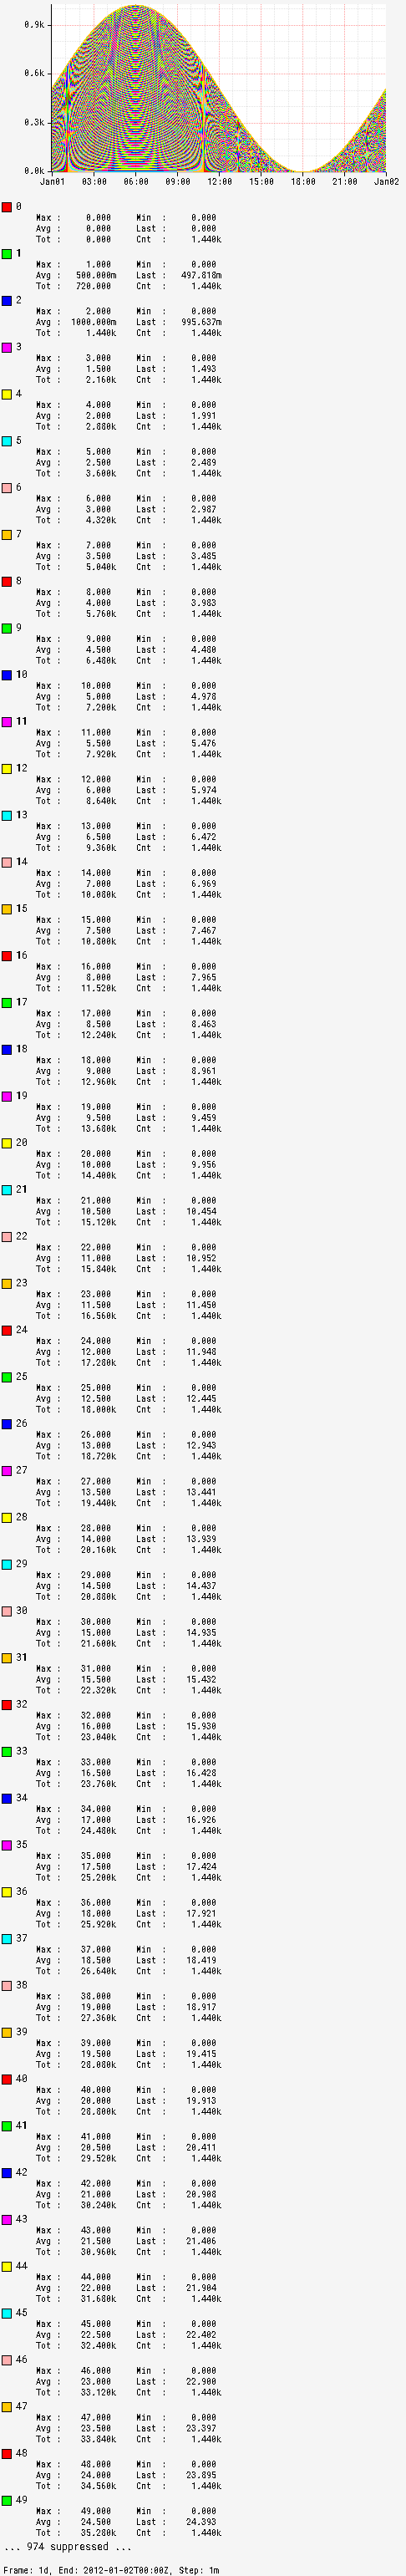 0.9k
0.6k
0.3k
0.0k
Jan01 03:00 06:00 09:00 12:00 15:00 18:00 21:00 Jan02
0
Max : 0.000 Min : 0.000
Avg : 0.000 Last : 0.000
Tot : 0.000 Cnt : 1.440k
1
Max : 1.000 Min : 0.000
Avg : 500.000m Last : 497.818m
Tot : 720.000 Cnt : 1.440k
2
Max : 2.000 Min : 0.000
Avg : 1000.000m Last : 995.637m
Tot : 1.440k Cnt : 1.440k
3
Max : 3.000 Min : 0.000
Avg : 1.500 Last : 1.493
Tot : 2.160k Cnt : 1.440k
4
Max : 4.000 Min : 0.000
Avg : 2.000 Last : 1.991
Tot : 2.880k Cnt : 1.440k
5
Max : 5.000 Min : 0.000
Avg : 2.500 Last : 2.489
Tot : 3.600k Cnt : 1.440k
6
Max : 6.000 Min : 0.000
Avg : 3.000 Last : 2.987
Tot : 4.320k Cnt : 1.440k
7
Max : 7.000 Min : 0.000
Avg : 3.500 Last : 3.485
Tot : 5.040k Cnt : 1.440k
8
Max : 8.000 Min : 0.000
Avg : 4.000 Last : 3.983
Tot : 5.760k Cnt : 1.440k
9
Max : 9.000 Min : 0.000
Avg : 4.500 Last : 4.480
Tot : 6.480k Cnt : 1.440k
10
Max : 10.000 Min : 0.000
Avg : 5.000 Last : 4.978
Tot : 7.200k Cnt : 1.440k
11
Max : 11.000 Min : 0.000
Avg : 5.500 Last : 5.476
Tot : 7.920k Cnt : 1.440k
12
Max : 12.000 Min : 0.000
Avg : 6.000 Last : 5.974
Tot : 8.640k Cnt : 1.440k
13
Max : 13.000 Min : 0.000
Avg : 6.500 Last : 6.472
Tot : 9.360k Cnt : 1.440k
14
Max : 14.000 Min : 0.000
Avg : 7.000 Last : 6.969
Tot : 10.080k Cnt : 1.440k
15
Max : 15.000 Min : 0.000
Avg : 7.500 Last : 7.467
Tot : 10.800k Cnt : 1.440k
16
Max : 16.000 Min : 0.000
Avg : 8.000 Last : 7.965
Tot : 11.520k Cnt : 1.440k
17
Max : 17.000 Min : 0.000
Avg : 8.500 Last : 8.463
Tot : 12.240k Cnt : 1.440k
18
Max : 18.000 Min : 0.000
Avg : 9.000 Last : 8.961
Tot : 12.960k Cnt : 1.440k
19
Max : 19.000 Min : 0.000
Avg : 9.500 Last : 9.459
Tot : 13.680k Cnt : 1.440k
20
Max : 20.000 Min : 0.000
Avg : 10.000 Last : 9.956
Tot : 14.400k Cnt : 1.440k
21
Max : 21.000 Min : 0.000
Avg : 10.500 Last : 10.454
Tot : 15.120k Cnt : 1.440k
22
Max : 22.000 Min : 0.000
Avg : 11.000 Last : 10.952
Tot : 15.840k Cnt : 1.440k
23
Max : 23.000 Min : 0.000
Avg : 11.500 Last : 11.450
Tot : 16.560k Cnt : 1.440k
24
Max : 24.000 Min : 0.000
Avg : 12.000 Last : 11.948
Tot : 17.280k Cnt : 1.440k
25
Max : 25.000 Min : 0.000
Avg : 12.500 Last : 12.445
Tot : 18.000k Cnt : 1.440k
26
Max : 26.000 Min : 0.000
Avg : 13.000 Last : 12.943
Tot : 18.720k Cnt : 1.440k
27
Max : 27.000 Min : 0.000
Avg : 13.500 Last : 13.441
Tot : 19.440k Cnt : 1.440k
28
Max : 28.000 Min : 0.000
Avg : 14.000 Last : 13.939
Tot : 20.160k Cnt : 1.440k
29
Max : 29.000 Min : 0.000
Avg : 14.500 Last : 14.437
Tot : 20.880k Cnt : 1.440k
30
Max : 30.000 Min : 0.000
Avg : 15.000 Last : 14.935
Tot : 21.600k Cnt : 1.440k
31
Max : 31.000 Min : 0.000
Avg : 15.500 Last : 15.432
Tot : 22.320k Cnt : 1.440k
32
Max : 32.000 Min : 0.000
Avg : 16.000 Last : 15.930
Tot : 23.040k Cnt : 1.440k
33
Max : 33.000 Min : 0.000
Avg : 16.500 Last : 16.428
Tot : 23.760k Cnt : 1.440k
34
Max : 34.000 Min : 0.000
Avg : 17.000 Last : 16.926
Tot : 24.480k Cnt : 1.440k
35
Max : 35.000 Min : 0.000
Avg : 17.500 Last : 17.424
Tot : 25.200k Cnt : 1.440k
36
Max : 36.000 Min : 0.000
Avg : 18.000 Last : 17.921
Tot : 25.920k Cnt : 1.440k
37
Max : 37.000 Min : 0.000
Avg : 18.500 Last : 18.419
Tot : 26.640k Cnt : 1.440k
38
Max : 38.000 Min : 0.000
Avg : 19.000 Last : 18.917
Tot : 27.360k Cnt : 1.440k
39
Max : 39.000 Min : 0.000
Avg : 19.500 Last : 19.415
Tot : 28.080k Cnt : 1.440k
40
Max : 40.000 Min : 0.000
Avg : 20.000 Last : 19.913
Tot : 28.800k Cnt : 1.440k
41
Max : 41.000 Min : 0.000
Avg : 20.500 Last : 20.411
Tot : 29.520k Cnt : 1.440k
42
Max : 42.000 Min : 0.000
Avg : 21.000 Last : 20.908
Tot : 30.240k Cnt : 1.440k
43
Max : 43.000 Min : 0.000
Avg : 21.500 Last : 21.406
Tot : 30.960k Cnt : 1.440k
44
Max : 44.000 Min : 0.000
Avg : 22.000 Last : 21.904
Tot : 31.680k Cnt : 1.440k
45
Max : 45.000 Min : 0.000
Avg : 22.500 Last : 22.402
Tot : 32.400k Cnt : 1.440k
46
Max : 46.000 Min : 0.000
Avg : 23.000 Last : 22.900
Tot : 33.120k Cnt : 1.440k
47
Max : 47.000 Min : 0.000
Avg : 23.500 Last : 23.397
Tot : 33.840k Cnt : 1.440k
48
Max : 48.000 Min : 0.000
Avg : 24.000 Last : 23.895
Tot : 34.560k Cnt : 1.440k
49
Max : 49.000 Min : 0.000
Avg : 24.500 Last : 24.393
Tot : 35.280k Cnt : 1.440k
... 974 suppressed ...
Frame: 1d, End: 2012-01-02T00:00Z, Step: 1m